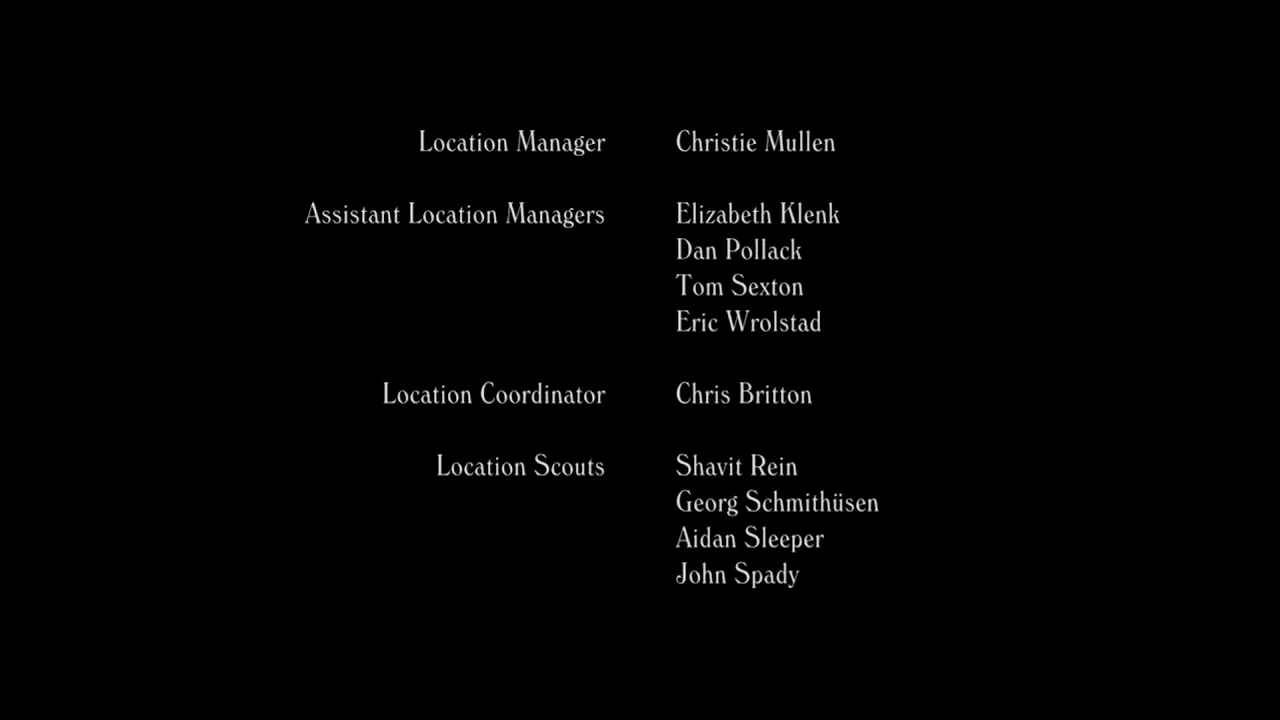 Location Manager Christie Mullen
Assistant Location Managers Elizabeth Klenk
Dan Pollack
Tom Sexton
Eric Wrolstad
Location Coordinator Chris Britton
Location Scouts Shavit Rein
Georg Schmithüsen
Aidan Sleeper
John Spady